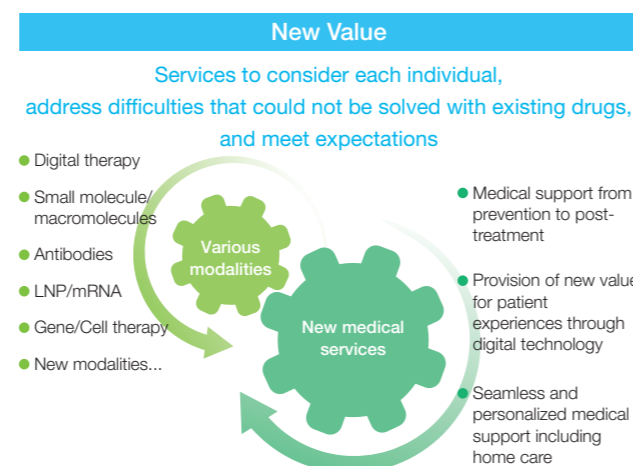 New Value
Services to consider each individual,
address difficulties that could not be solved with existing drugs,
and meet expectations
● Digital therapy
● Small molecule/
macromolecules
● Antibodies
● LNP/mRNA
● Gene/Cell therapy
● New modalities...
Various
modalities
New medical
services
● Medical support from
prevention to post-
treatment
● Provision of new value
for patient
experiences through
digital technology
● Seamless and
personalized medical
support including
home care